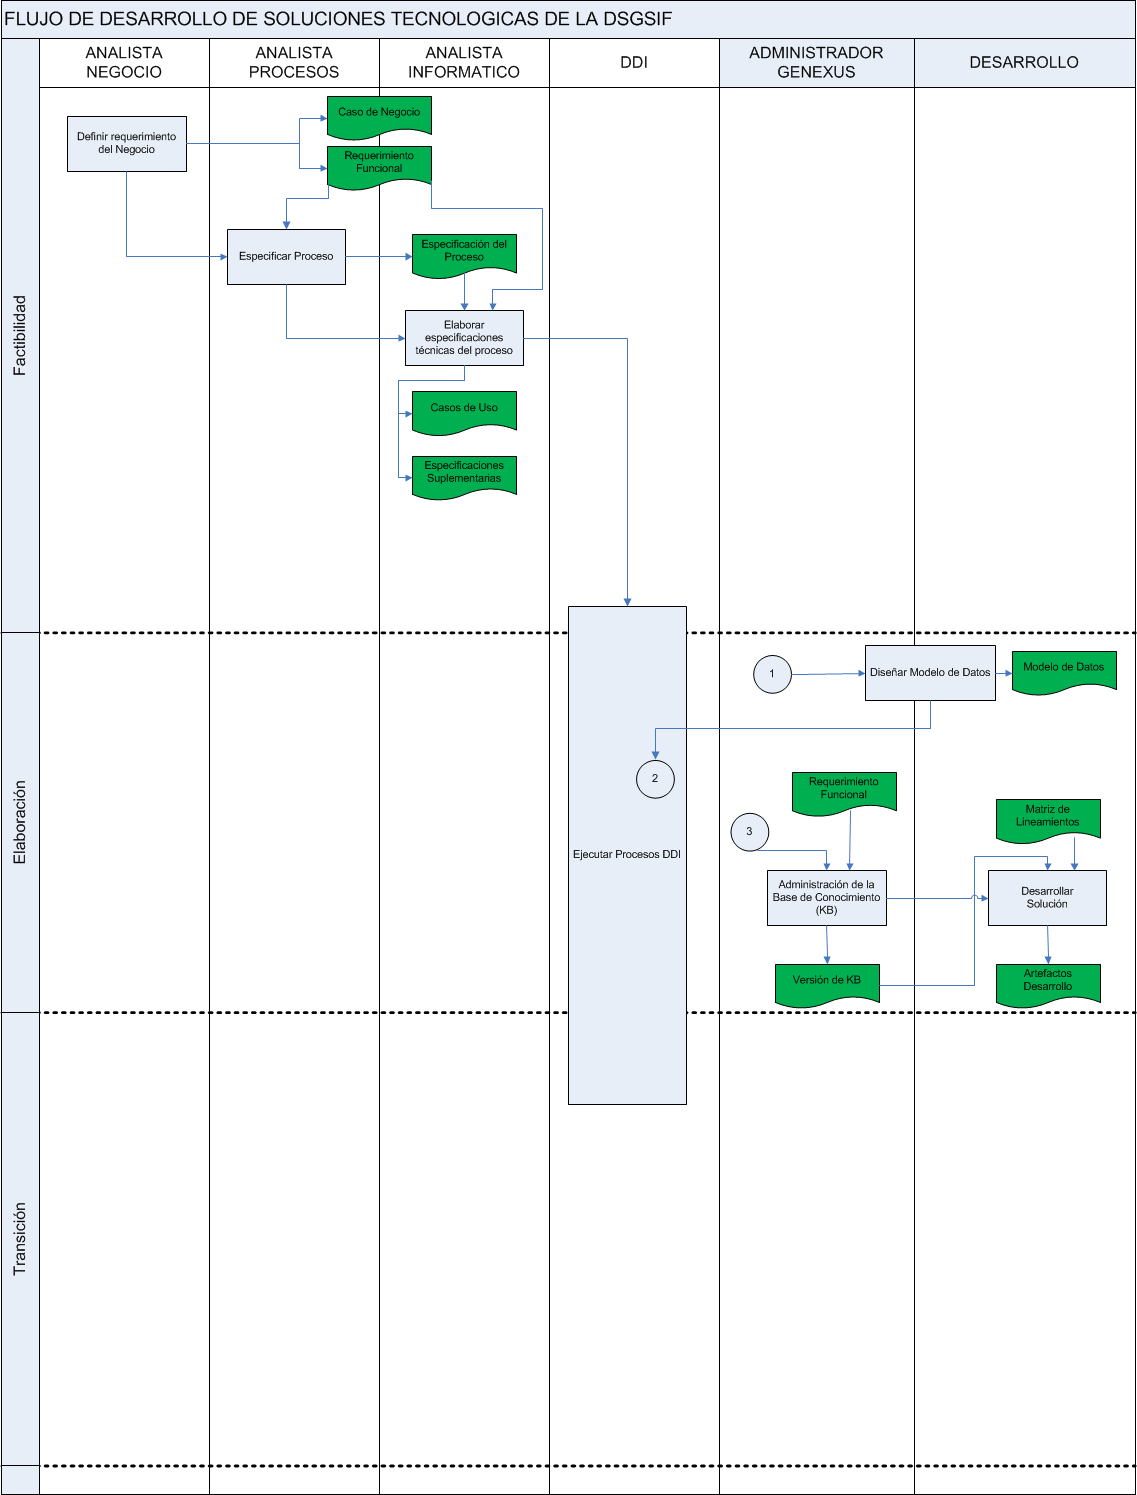 FLUJO DE DESARROLLO DE SOLUCIONES TECNOLOGICAS DE LA DSGSIF
ANALISTA
NEGOCIO
ANALISTA
PROCESOS
ANALISTA
INFORMATICO
DDI
ADMINISTRADOR
GENEXUS
DESARROLLO
Factibilidad
Definir requerimiento
del Negocio
Caso de Negocio
Requerimiento
Funcional
Especificar Proceso
Especificación del
Proceso
Elaborar
especificaciones
técnicas del proceso
Casos de Uso
Especificaciones
Suplementarias
Elaboración
1
Diseñar Modelo de Datos
Modelo de Datos
2
Requerimiento
Funcional
Matriz de
Lineamientos
3
Ejecutar Procesos DDI
Administración de la
Base de Conocimiento
(KB)
Desarrollar
Solución
Versión de KB
Artefactos
Desarrollo
Transición